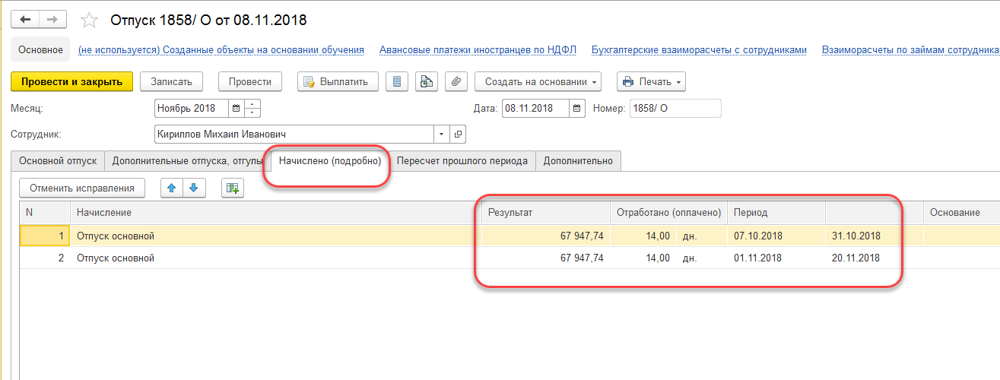 Отпуск 1858/ О от 08.11.2018
Основное (не используется) Созданные объекты на основании обучения Авансовые платежи иностранцев по НДФЛ Бухгалтерские взаиморасчеты с сотрудниками Взаиморасчеты по займам сотрудника
Провести и закрыть Записать Провести Выплатить Создать на основании Печать
Месяц: Ноябрь 2018 Дата: 08.11.2018 Номер: 1858/ О
Сотрудник: Кириллов Михаил Иванович
Основной отпуск Дополнительные отпуска, отгулы Начислено (подробно) Пересчет прошлого периода Дополнительно
Отменить исправления
N Начисление Результат Отработано (оплачено) Период Основание
1 Отпуск основной 67 947,74 14,00 дн. 07.10.2018 31.10.2018
2 Отпуск основной 67 947,74 14,00 дн. 01.11.2018 20.11.2018